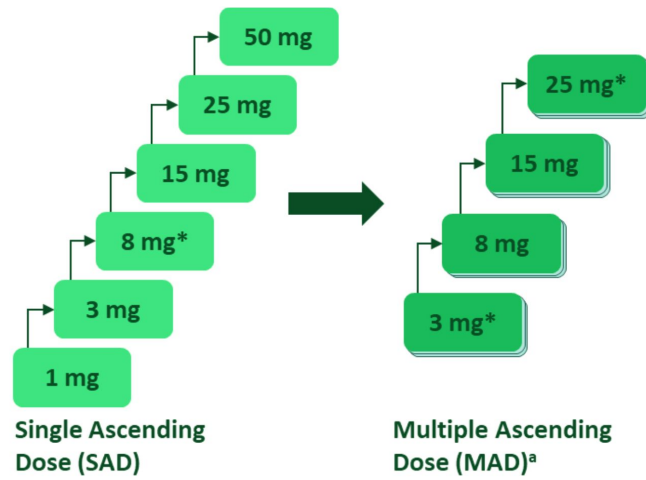 50 mg
25 mg
15 mg
8 mg*
3 mg
1 mg
Single Ascending
Dose (SAD)
25 mg*
15 mg
8 mg
3 mg*
Multiple Ascending
Dose (MAD)ᵃ